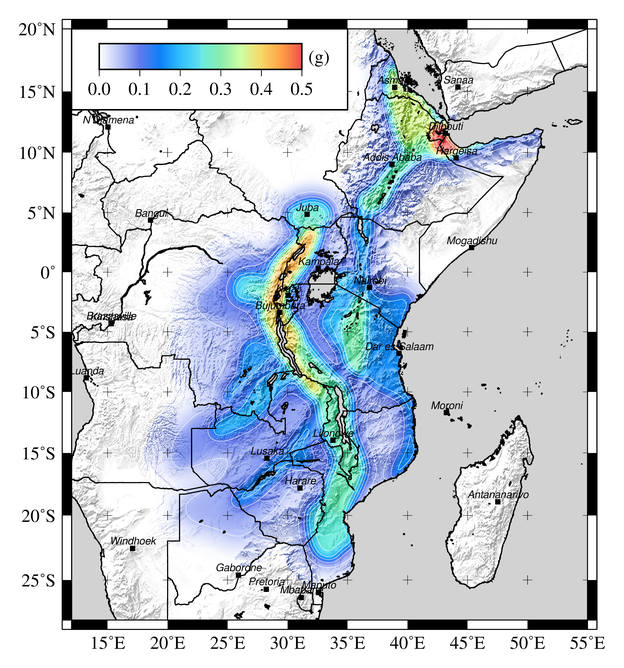 20°N
(g)
0.0 0.1 0.2 0.3 0.4 0.5
Asmara
Sanaa
15°N
N'Djamena
Djibouti
10°N
Hargeisa
Addis Ababa
Juba
5°N
Bangui
Mogadishu
Kampala
0°
Nairobi
Bujumbura
5°S
Dar es Salaam
Luanda
10°S
Moroni
Lilongwe
15°S
Lusaka
Harare
Antananarivo
20°S
Windhoek
Gaborone
25°S
Pretoria
Maputo
15°E 20°E 25°E 30°E 35°E 40°E 45°E 50°E 55°E